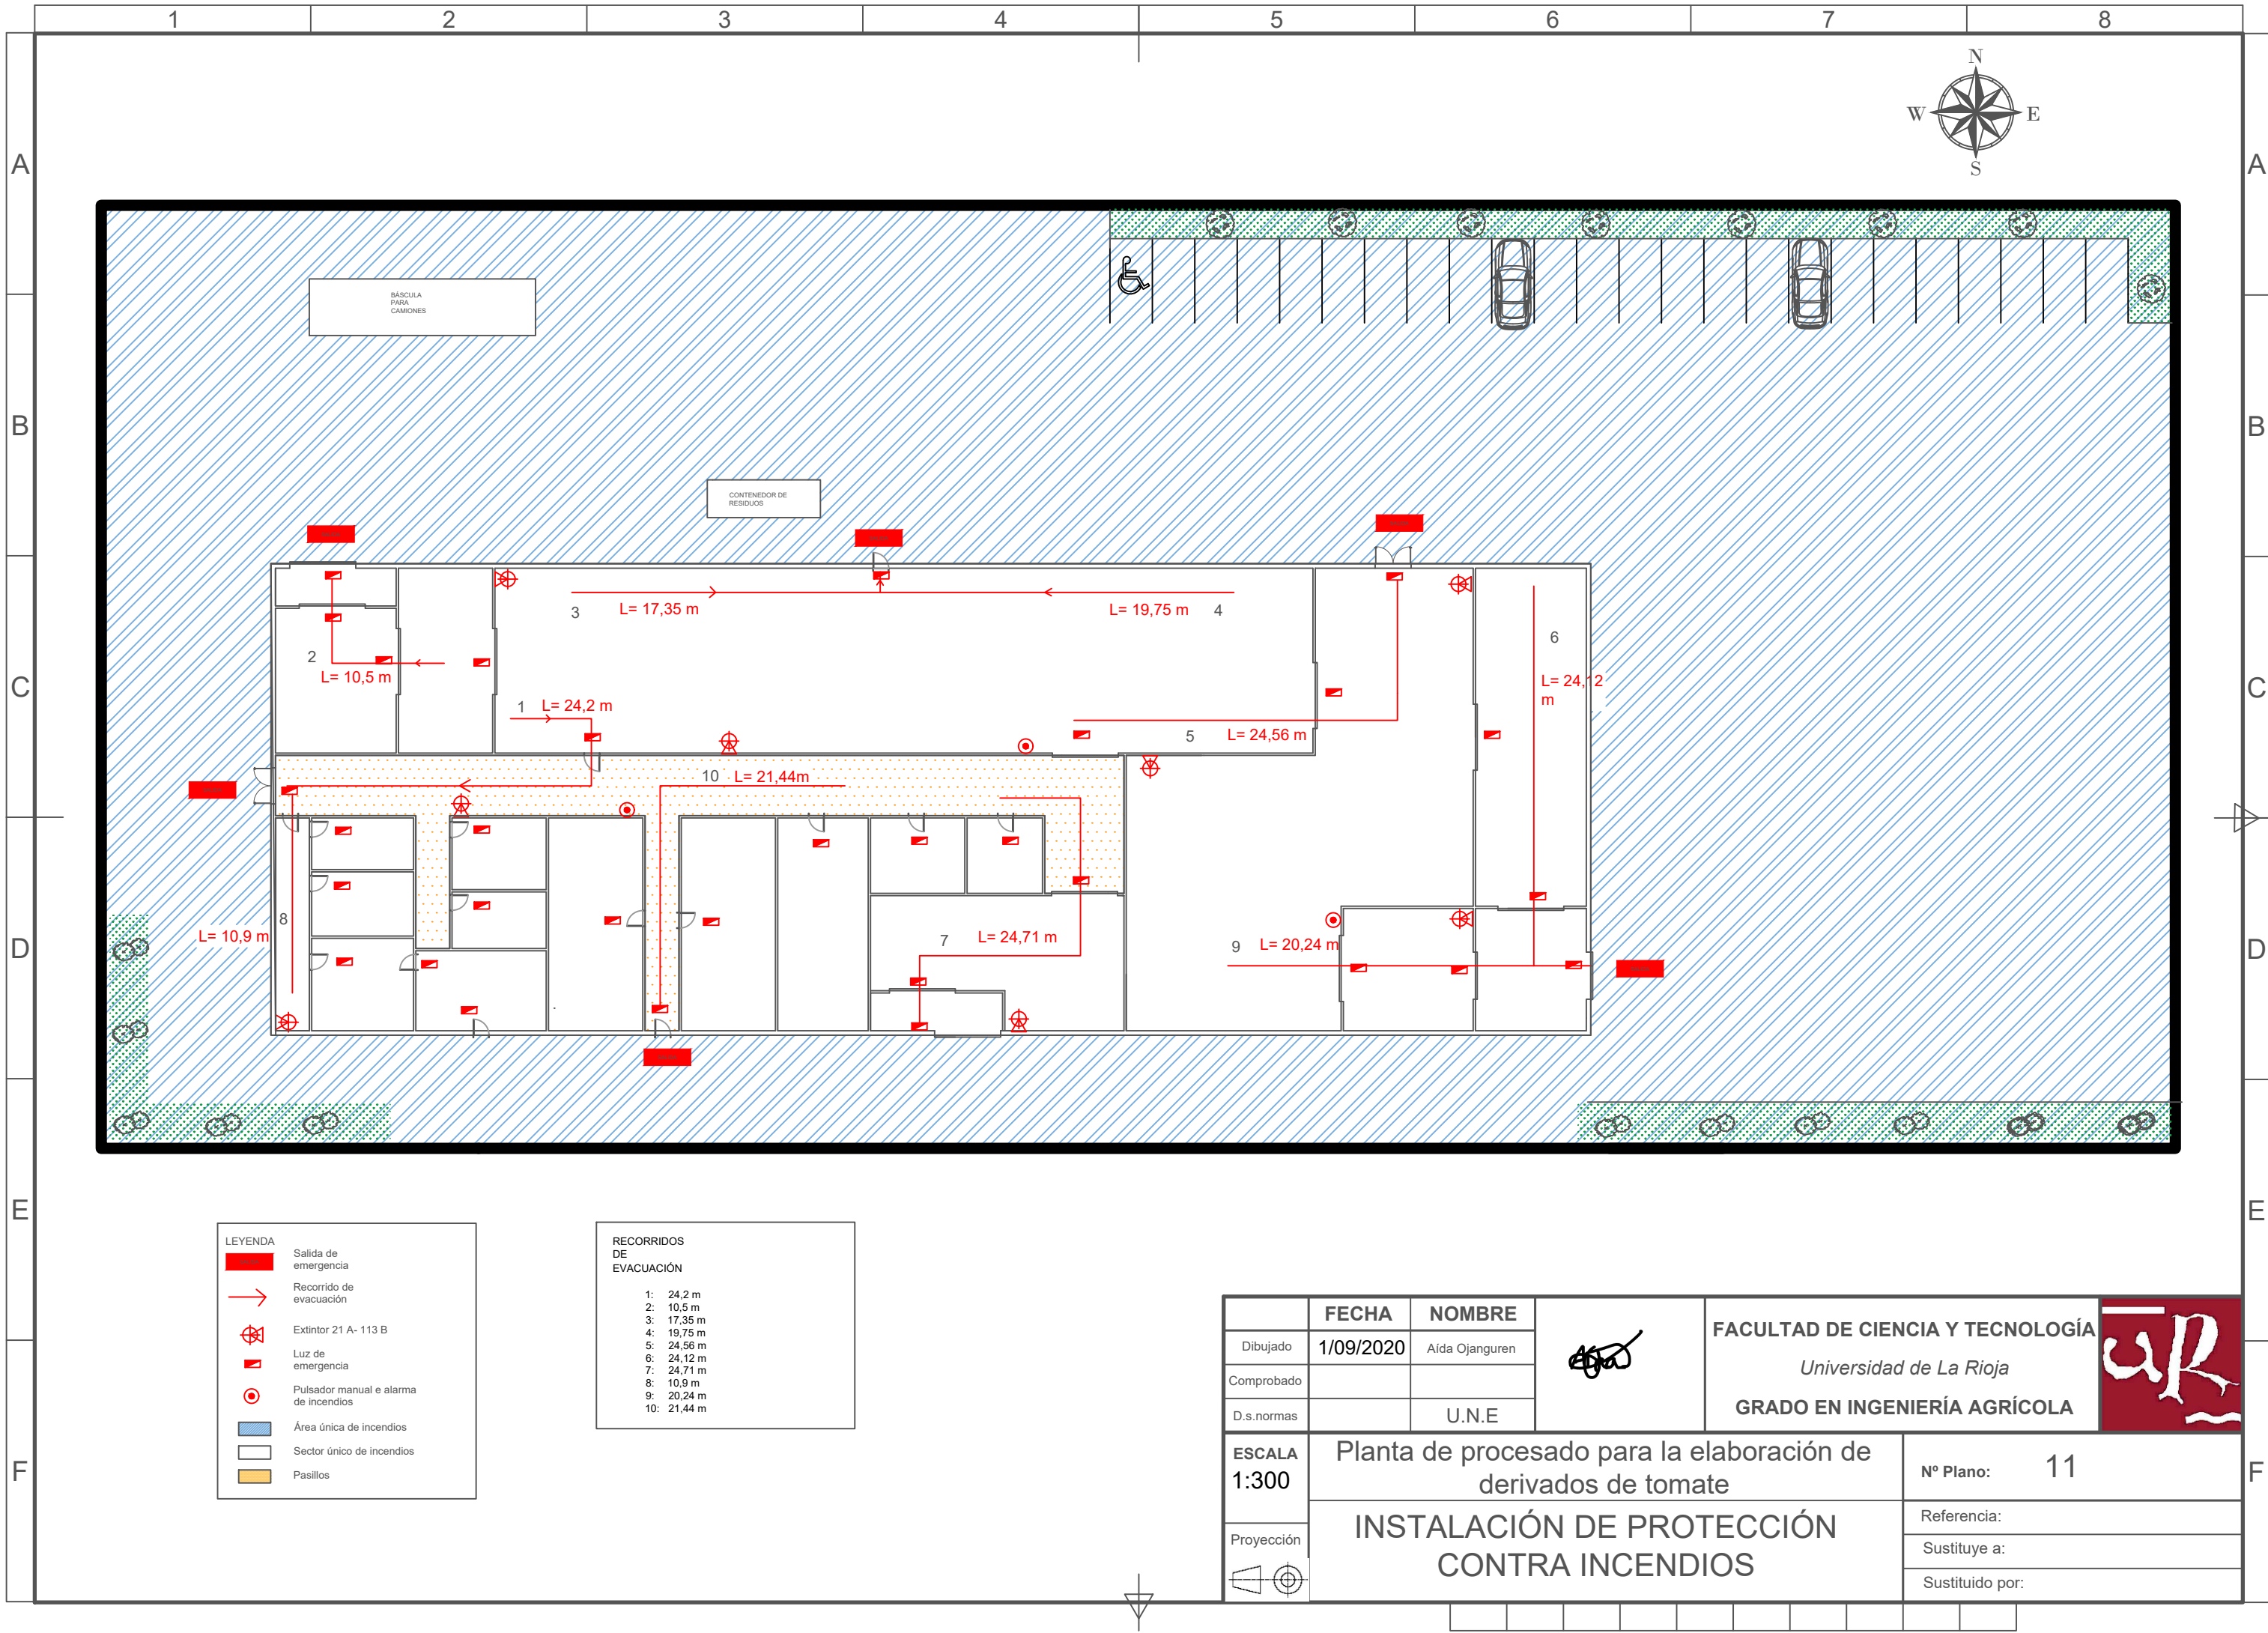 1 2 3 4 5 6 7 8
N
W E
S
A A
BÁSCULA
PARA
CAMIONES
B B
CONTENEDOR DE
RESIDUOS
3 L= 17,35 m L= 19,75 m 4
6
2
L= 10,5 m
L= 24,12
m
C C
1 L= 24,2 m
5 L= 24,56 m
10 L= 21,44m
8
L= 10,9 m
7 L= 24,71 m
9 L= 20,24 m
D D
E E
LEYENDA
Salida de
emergencia
Recorrido de
evacuación
Extintor 21 A- 113 B
Luz de
emergencia
Pulsador manual e alarma
de incendios
Área única de incendios
Sector único de incendios
Pasillos
RECORRIDOS
DE
EVACUACIÓN
1: 24,2 m
2: 10,5 m
3: 17,35 m
4: 19,75 m
5: 24,56 m
6: 24,12 m
7: 24,71 m
8: 10,9 m
9: 20,24 m
10: 21,44 m
FECHA NOMBRE
Dibujado 1/09/2020 Aída Ojanguren
Comprobado
D.s.normas U.N.E
FACULTAD DE CIENCIA Y TECNOLOGÍA
Universidad de La Rioja
GRADO EN INGENIERÍA AGRÍCOLA
UR
ESCALA
1:300
Planta de procesado para la elaboración de
derivados de tomate
Nº Plano: 11
F F
Proyección
INSTALACIÓN DE PROTECCIÓN
CONTRA INCENDIOS
Referencia:
Sustituye a:
Sustituido por: